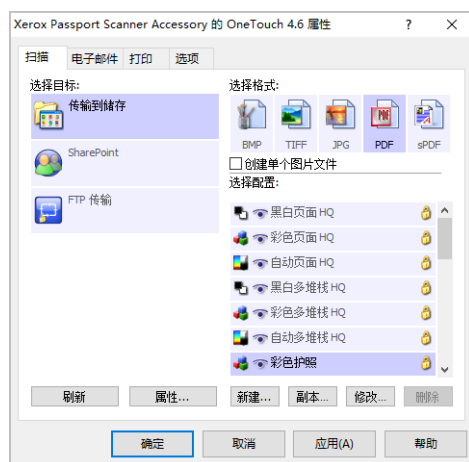 Xerox Passport Scanner Accessory 的 OneTouch 4.6 属性
扫描 电子邮件 打印 选项
选择目标:
传输到储存
SharePoint
FTP 传输
选择格式:
BMP TIFF JPG PDF sPDF
创建单个图片文件
选择配置:
黑白页面 HQ
彩色页面 HQ
自动页面 HQ
黑白多堆栈 HQ
彩色多堆栈 HQ
自动多堆栈 HQ
彩色护照
刷新 属性... 新建... 副本... 修改... 删除
确定 取消 应用(A) 帮助